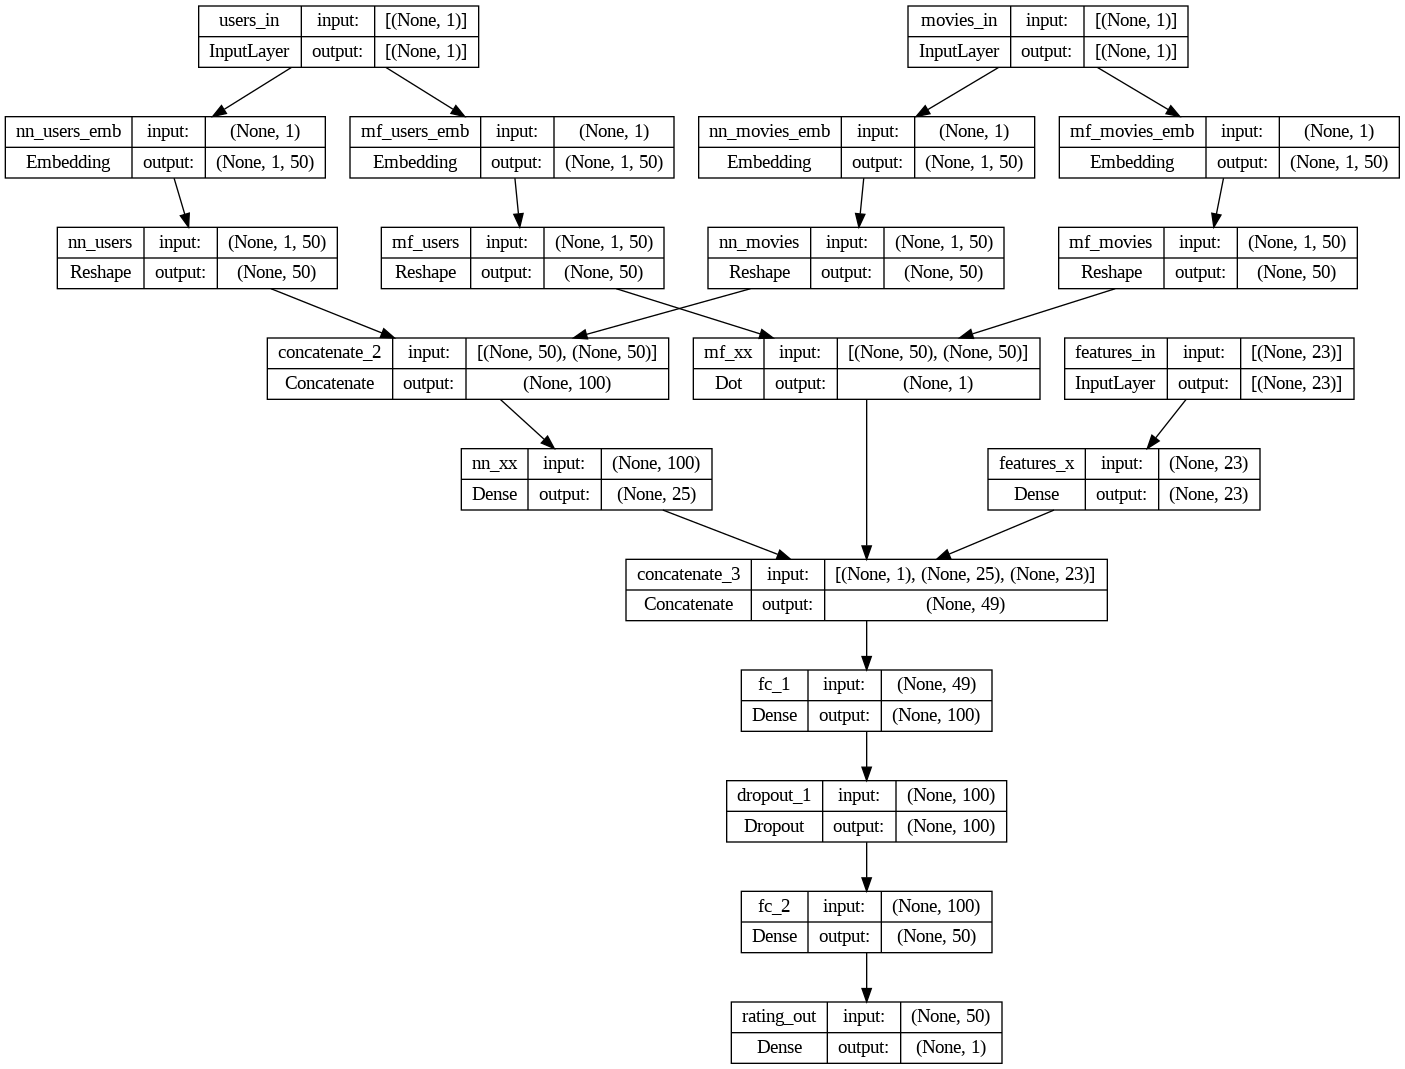 users_in input: [(None, 1)]
InputLayer output: [(None, 1)]
movies_in input: [(None, 1)]
InputLayer output: [(None, 1)]
nn_users_emb input: (None, 1)
Embedding output: (None, 1, 50)
mf_users_emb input: (None, 1)
Embedding output: (None, 1, 50)
nn_movies_emb input: (None, 1)
Embedding output: (None, 1, 50)
mf_movies_emb input: (None, 1)
Embedding output: (None, 1, 50)
nn_users input: (None, 1, 50)
Reshape output: (None, 50)
mf_users input: (None, 1, 50)
Reshape output: (None, 50)
nn_movies input: (None, 1, 50)
Reshape output: (None, 50)
mf_movies input: (None, 1, 50)
Reshape output: (None, 50)
concatenate_2 input: [(None, 50), (None, 50)]
Concatenate output: (None, 100)
mf_xx input: [(None, 50), (None, 50)]
Dot output: (None, 1)
features_in input: [(None, 23)]
InputLayer output: [(None, 23)]
nn_xx input: (None, 100)
Dense output: (None, 25)
features_x input: (None, 23)
Dense output: (None, 23)
concatenate_3 input: [(None, 1), (None, 25), (None, 23)]
Concatenate output: (None, 49)
fc_1 input: (None, 49)
Dense output: (None, 100)
dropout_1 input: (None, 100)
Dropout output: (None, 100)
fc_2 input: (None, 100)
Dense output: (None, 50)
rating_out input: (None, 50)
Dense output: (None, 1)